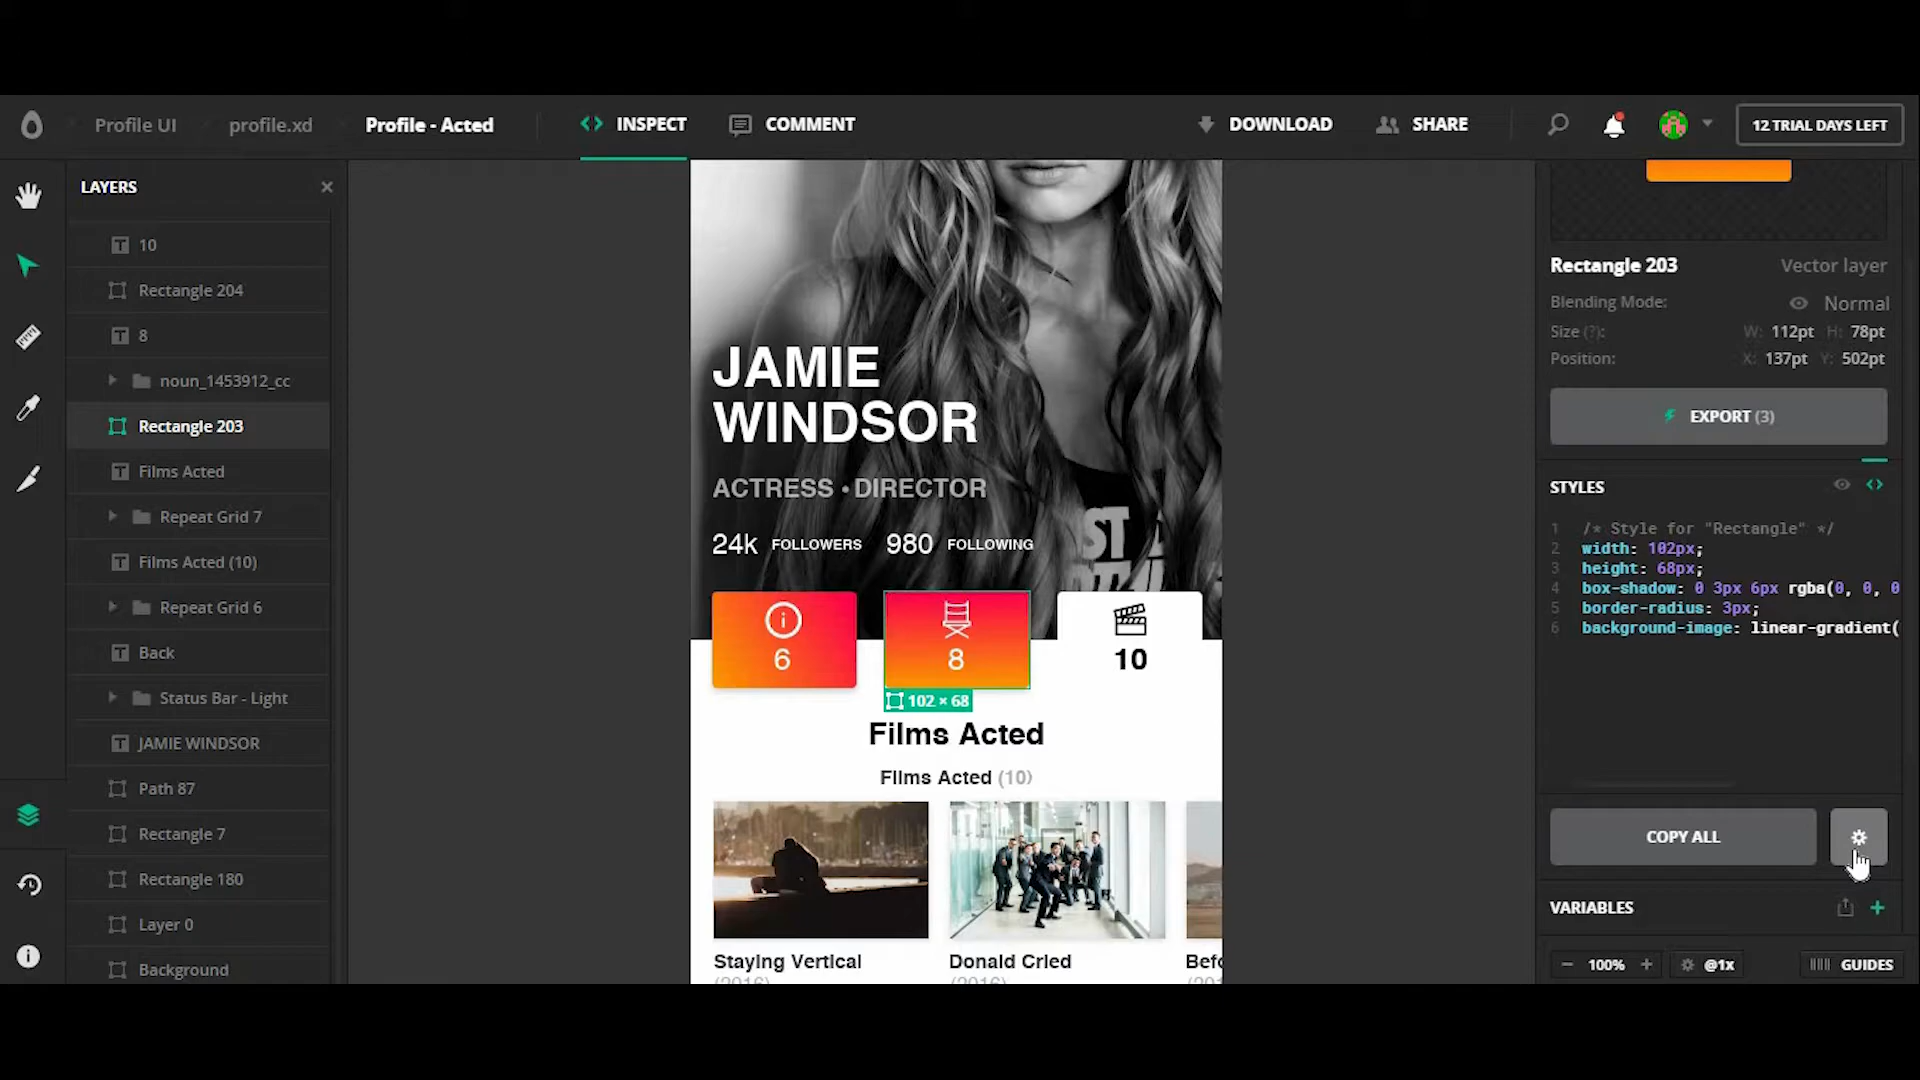 Profile UI profile.xd Profile - Acted INSPECT COMMENT DOWNLOAD SHARE 12 TRIAL DAYS LEFT
LAYERS
10
Rectangle 204
8
noun_1453912_cc
Rectangle 203
Films Acted
Repeat Grid 7
Films Acted (10)
Repeat Grid 6
Back
Status Bar - Light
JAMIE WINDSOR
Path 87
Rectangle 7
Rectangle 180
Layer 0
Background
JAMIE
WINDSOR
ACTRESS • DIRECTOR
24k FOLLOWERS 980 FOLLOWING
6
8
10
102 × 68
Films Acted
Films Acted (10)
Staying Vertical
(2016)
Donald Cried
(2016)
Rectangle 203 Vector layer
Blending Mode: Normal
Size (?): W: 112pt H: 78pt
Position: X: 137pt Y: 502pt
EXPORT (3)
STYLES
1 /* Style for "Rectangle" */
2 width: 102px;
3 height: 68px;
4 box-shadow: 0 3px 6px rgba(0, 0, 0
5 border-radius: 3px;
6 background-image: linear-gradient(
COPY ALL
VARIABLES
100% @1x GUIDES